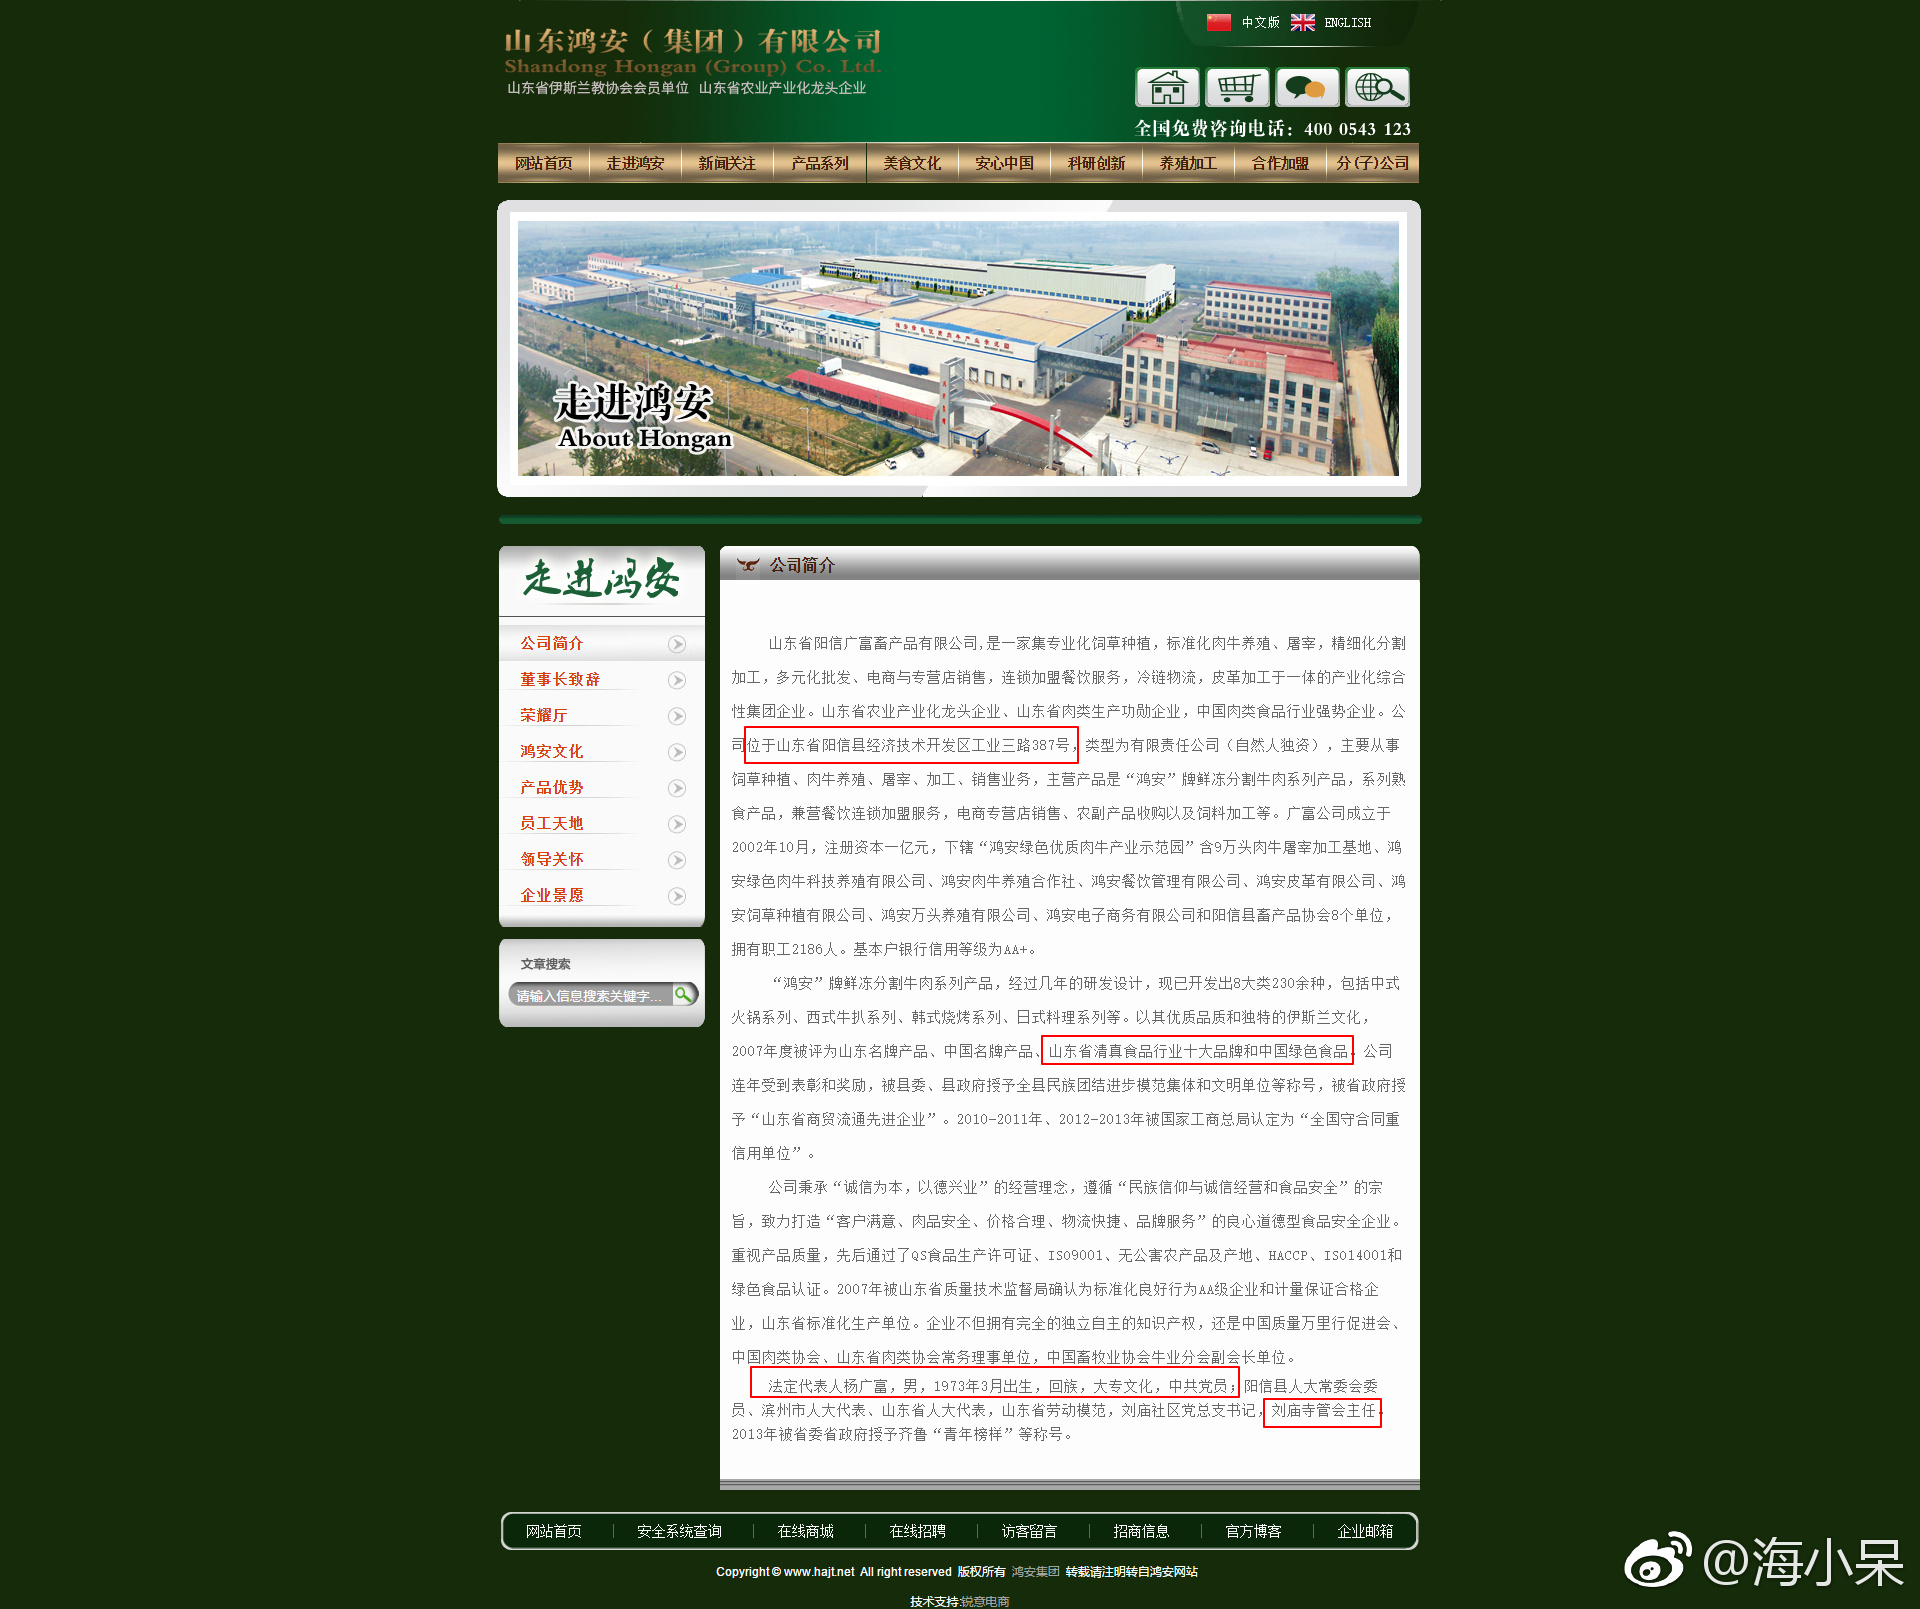 中文版 ENGLISH
山东鸿安（集团）有限公司
Shandong Hongan (Group) Co. Ltd.
山东省伊斯兰教协会会员单位 山东省农业产业化龙头企业
全国免费咨询电话：400 0543 123
网站首页 走进鸿安 新闻关注 产品系列 美食文化 安心中国 科研创新 养殖加工 合作加盟 分(子)公司
走进鸿安
About Hongan
走进鸿安
公司简介
董事长致辞
荣耀厅
鸿安文化
产品优势
员工天地
领导关怀
企业景愿
文章搜索
请输入信息搜索关键字...
公司简介
山东省阳信广富畜产品有限公司,是一家集专业化饲草种植，标准化肉牛养殖、屠宰，精细化分割
加工，多元化批发、电商与专营店销售，连锁加盟餐饮服务，冷链物流，皮革加工于一体的产业化综合
性集团企业。山东省农业产业化龙头企业、山东省肉类生产功勋企业，中国肉类食品行业强势企业。公
司位于山东省阳信县经济技术开发区工业三路387号，类型为有限责任公司（自然人独资），主要从事
饲草种植、肉牛养殖、屠宰、加工、销售业务，主营产品是“鸿安”牌鲜冻分割牛肉系列产品，系列熟
食产品，兼营餐饮连锁加盟服务，电商专营店销售、农副产品收购以及饲料加工等。广富公司成立于
2002年10月，注册资本一亿元，下辖“鸿安绿色优质肉牛产业示范园”含9万头肉牛屠宰加工基地、鸿
安绿色肉牛科技养殖有限公司、鸿安肉牛养殖合作社、鸿安餐饮管理有限公司、鸿安皮革有限公司、鸿
安饲草种植有限公司、鸿安万头养殖有限公司、鸿安电子商务有限公司和阳信县畜产品协会8个单位，
拥有职工2186人。基本户银行信用等级为AA+。
“鸿安”牌鲜冻分割牛肉系列产品，经过几年的研发设计，现已开发出8大类230余种，包括中式
火锅系列、西式牛扒系列、韩式烧烤系列、日式料理系列等。以其优质品质和独特的伊斯兰文化，
2007年度被评为山东名牌产品、中国名牌产品、山东省清真食品行业十大品牌和中国绿色食品。公司
连年受到表彰和奖励，被县委、县政府授予全县民族团结进步模范集体和文明单位等称号，被省政府授
予“山东省商贸流通先进企业”。2010-2011年、2012-2013年被国家工商总局认定为“全国守合同重
信用单位”。
公司秉承“诚信为本，以德兴业”的经营理念，遵循“民族信仰与诚信经营和食品安全”的宗
旨，致力打造“客户满意、肉品安全、价格合理、物流快捷、品牌服务”的良心道德型食品安全企业。
重视产品质量，先后通过了QS食品生产许可证、ISO9001、无公害农产品及产地、HACCP、ISO14001和
绿色食品认证。2007年被山东省质量技术监督局确认为标准化良好行为AA级企业和计量保证合格企
业，山东省标准化生产单位。企业不但拥有完全的独立自主的知识产权，还是中国质量万里行促进会、
中国肉类协会、山东省肉类协会常务理事单位，中国畜牧业协会牛业分会副会长单位。
法定代表人杨广富，男，1973年3月出生，回族，大专文化，中共党员；阳信县人大常委会委
员、滨州市人大代表、山东省人大代表，山东省劳动模范，刘庙社区党总支书记，刘庙寺管会主任。
2013年被省委省政府授予齐鲁“青年榜样”等称号。
网站首页 安全系统查询 在线商城 在线招聘 访客留言 招商信息 官方博客 企业邮箱
Copyright © www.hajt.net All right reserved 版权所有 鸿安集团 转载请注明转自鸿安网站
技术支持:锐意电商
@海小呆